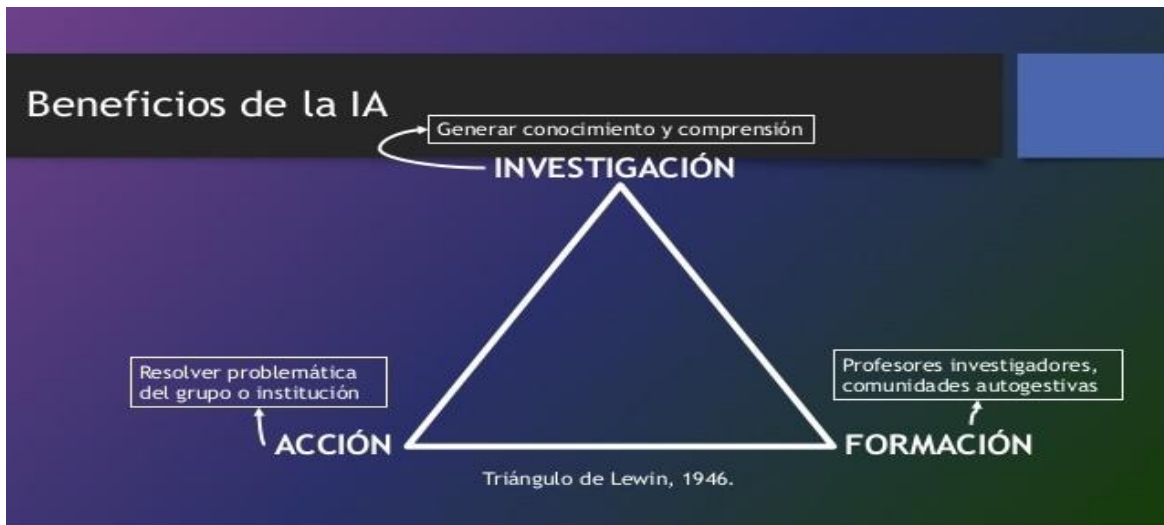 Beneficios de la IA
Generar conocimiento y comprensión
INVESTIGACIÓN
Resolver problemática
del grupo o institución
ACCIÓN
Profesores investigadores,
comunidades autogestivas
FORMACIÓN
Triángulo de Lewin, 1946.